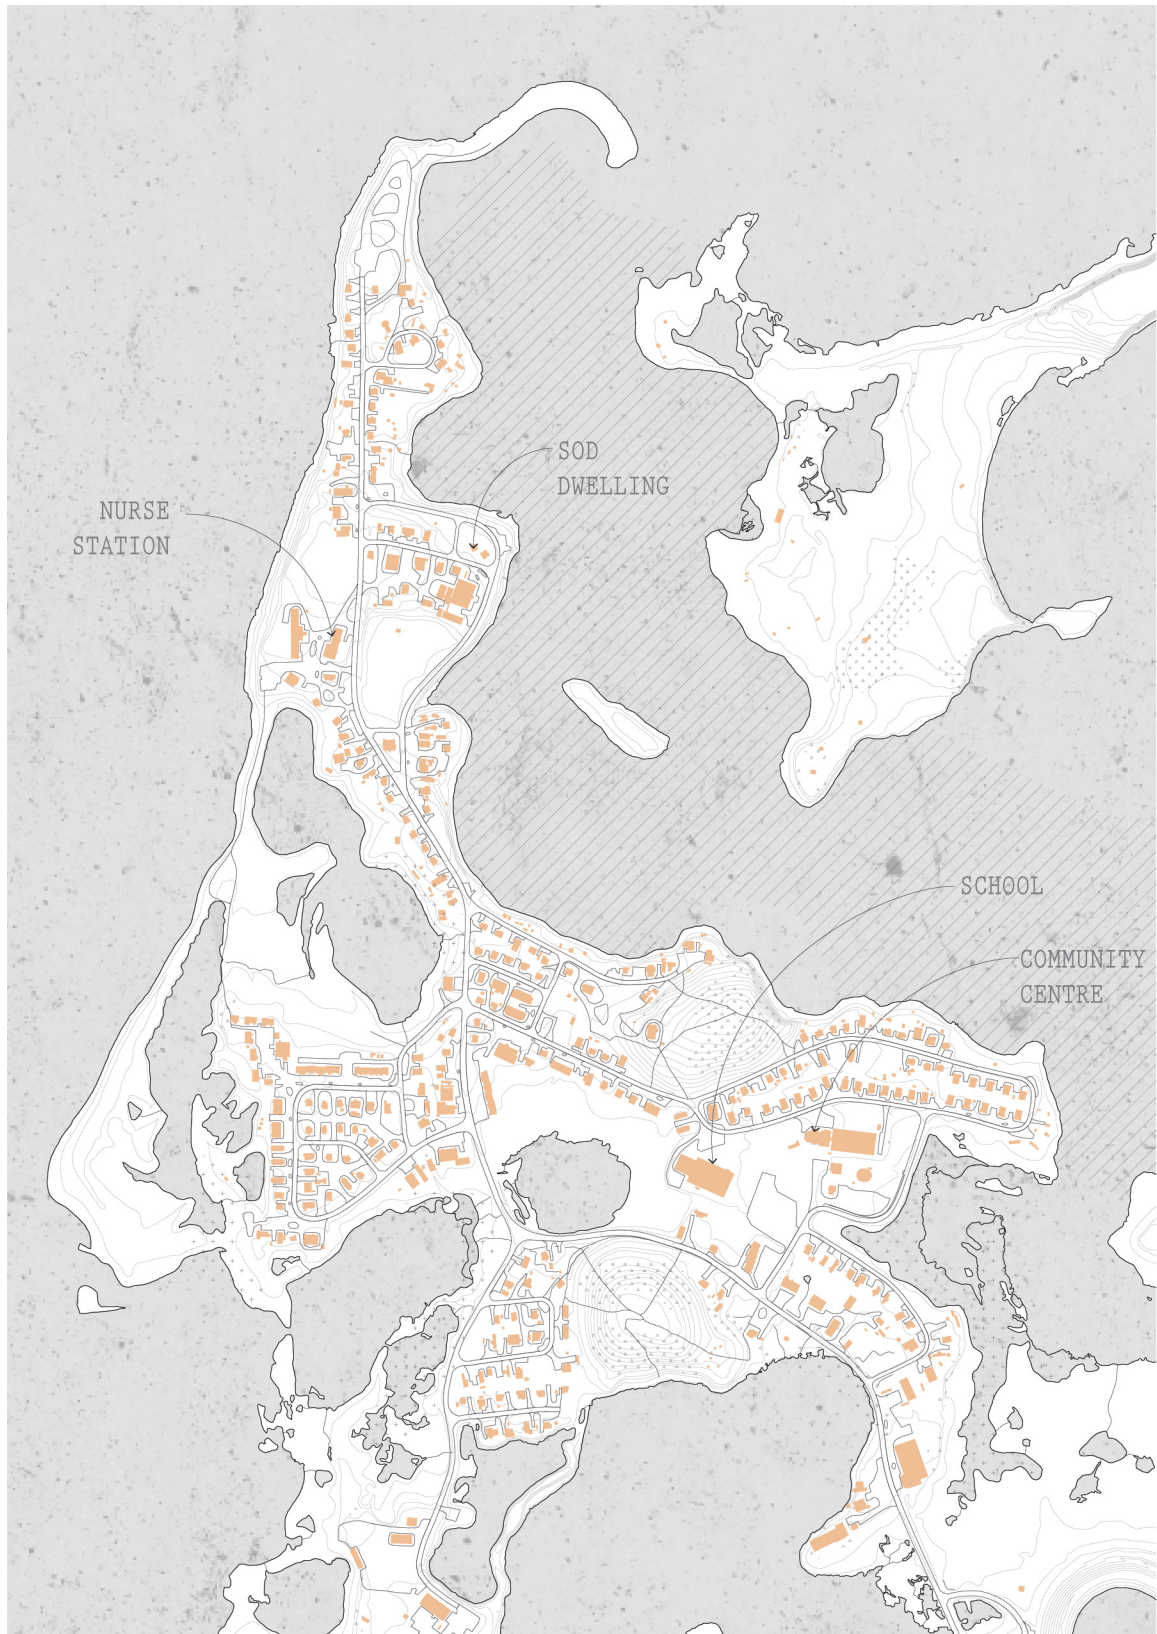 SOD
DWELLING
NURSE
STATION
SCHOOL
COMMUNITY
CENTRE